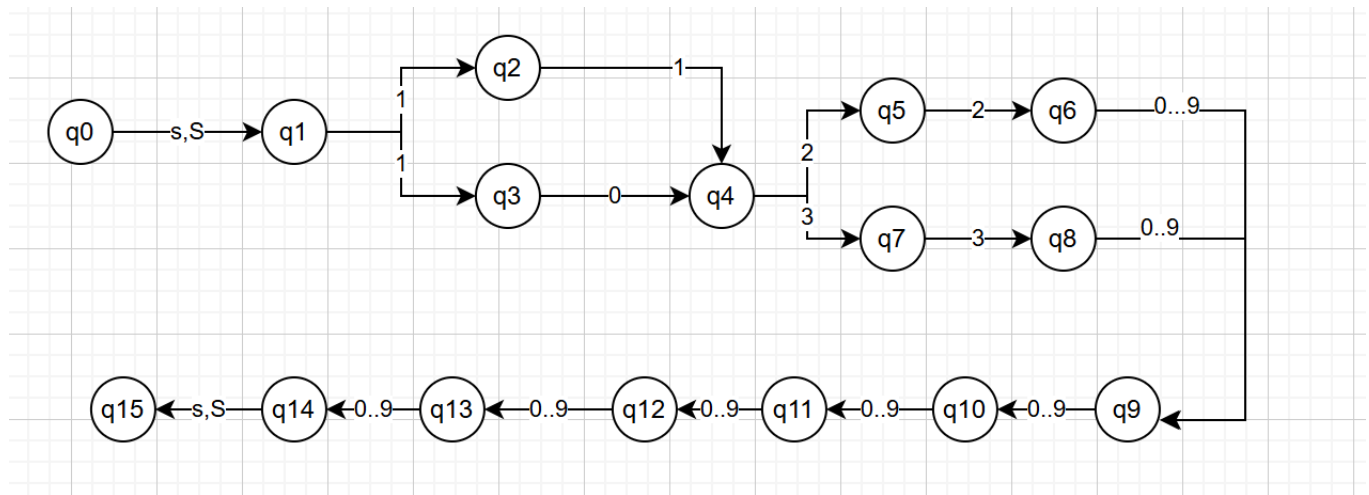 q2 1
q0 s,S q1 1 q5 2 q6 0...9
1 2
q3 0 q4 3 q7 3 q8 0..9
q15 s,S q14 0..9 q13 0..9 q12 0..9 q11 0..9 q10 0..9 q9